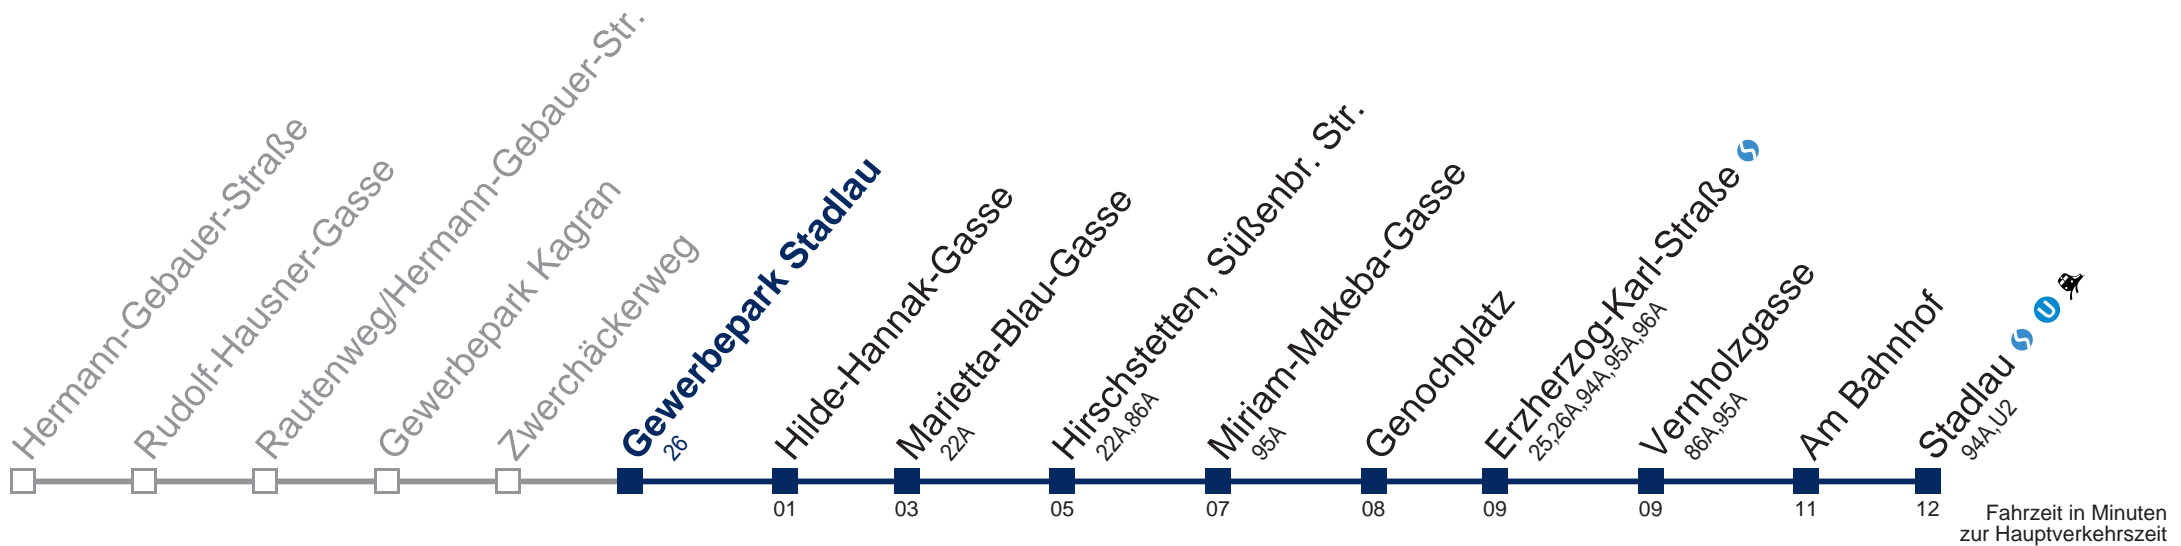 Hermann-Gebauer-Straße
Rudolf-Hausner-Gasse
Rautenweg/Hermann-Gebauer-Str.
Gewerbepark Kagran
Zwerchäckerweg
Gewerbepark Stadlau
26
Hilde-Hannak-Gasse
01
Marietta-Blau-Gasse
22A
03
Hirschstetten, Süßenbr. Str.
22A,86A
05
Miriam-Makeba-Gasse
95A
07
Genochplatz
08
Erzherzog-Karl-Straße S
25,26A,94A,95A,96A
09
Vernholzgasse
86A,95A
09
Am Bahnhof
11
Stadlau S U
94A,U2
12
Fahrzeit in Minuten
zur Hauptverkehrszeit